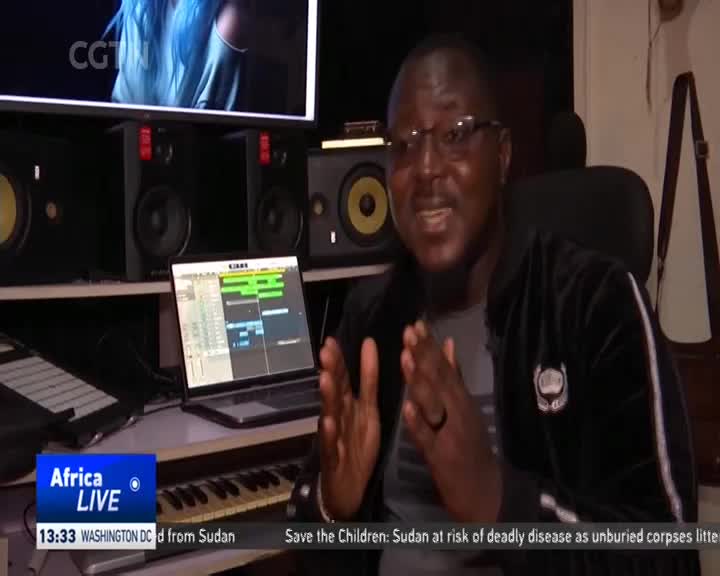 CGTN
Africa
LIVE
13:33 WASHINGTON DC
d from Sudan Save the Children: Sudan at risk of deadly disease as unburied corpses litte